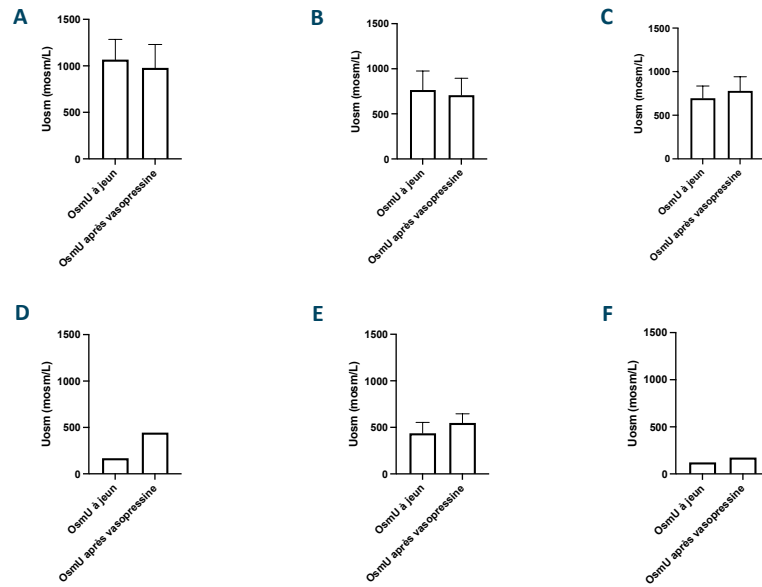 A
Uosm (mosm/L)
1500
1000
500
0
OsmU à jeun
OsmU après vasopressine
B
Uosm (mosm/L)
1500
1000
500
0
OsmU à jeun
OsmU après vasopressine
C
Uosm (mosm/L)
1500
1000
500
0
OsmU à jeun
OsmU après vasopressine
D
Uosm (mosm/L)
1500
1000
500
0
OsmU à jeun
OsmU après vasopressine
E
Uosm (mosm/L)
1500
1000
500
0
OsmU à jeun
OsmU après vasopressine
F
Uosm (mosm/L)
1500
1000
500
0
OsmU à jeun
OsmU après vasopressine